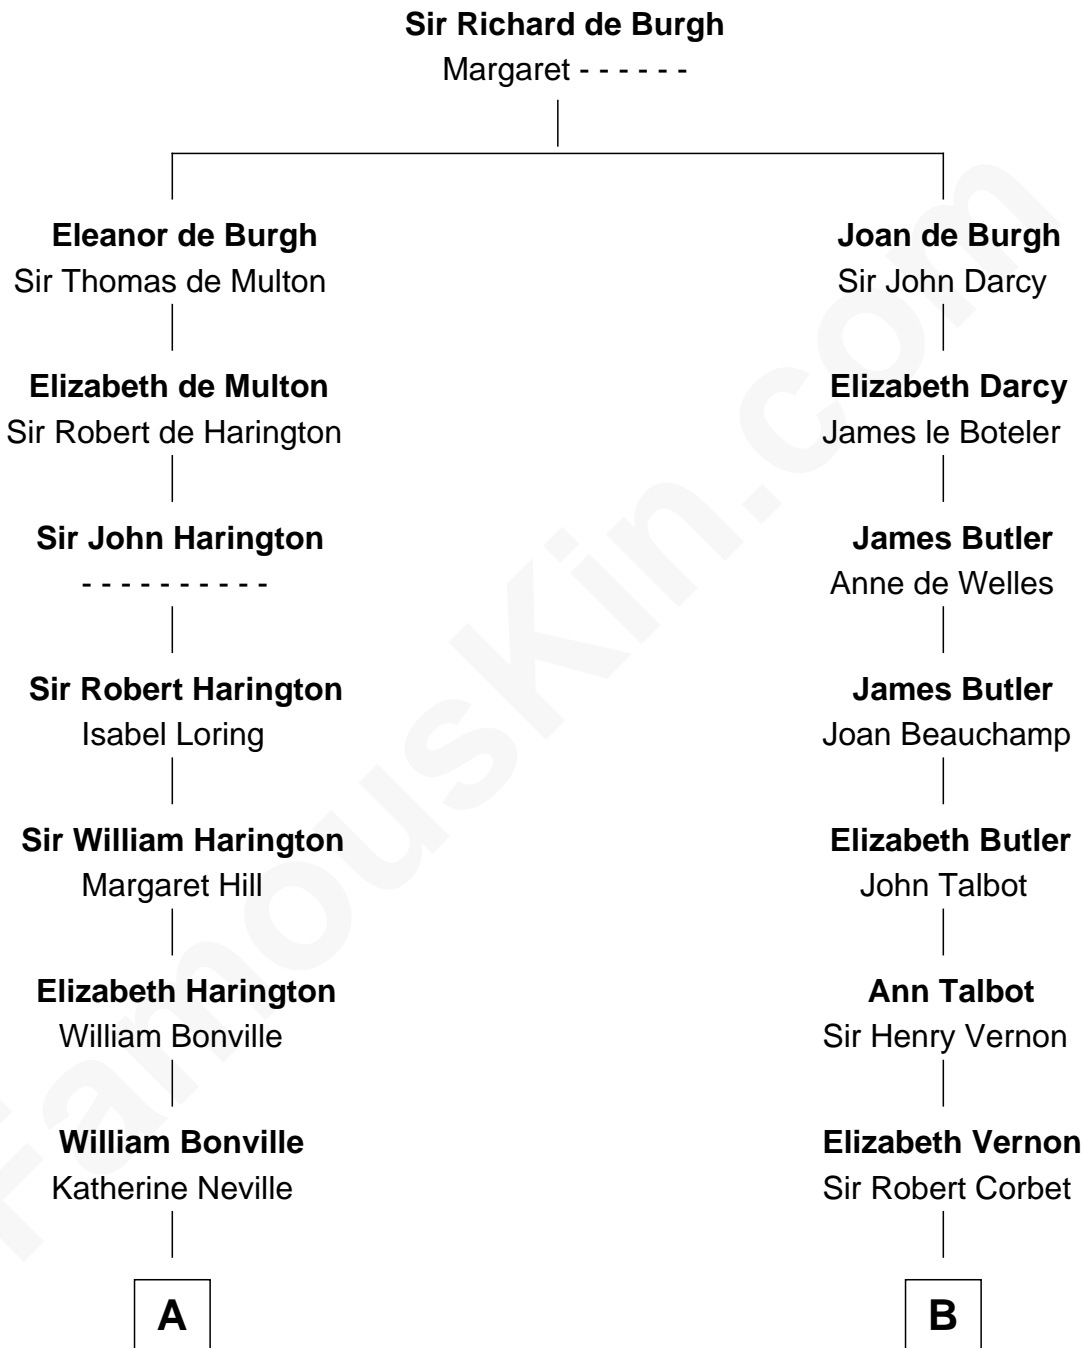 Sir Richard de Burgh
Margaret - - - - - -
Eleanor de Burgh
Sir Thomas de Multon
Joan de Burgh
Sir John Darcy
Elizabeth de Multon
Sir Robert de Harington
Elizabeth Darcy
James le Boteler
Sir John Harington
- - - - - - - - - -
James Butler
Anne de Welles
Sir Robert Harington
Isabel Loring
James Butler
Joan Beauchamp
Sir William Harington
Margaret Hill
Elizabeth Butler
John Talbot
Elizabeth Harington
William Bonville
Ann Talbot
Sir Henry Vernon
William Bonville
Katherine Neville
Elizabeth Vernon
Sir Robert Corbet
A
B
FamousKin.com